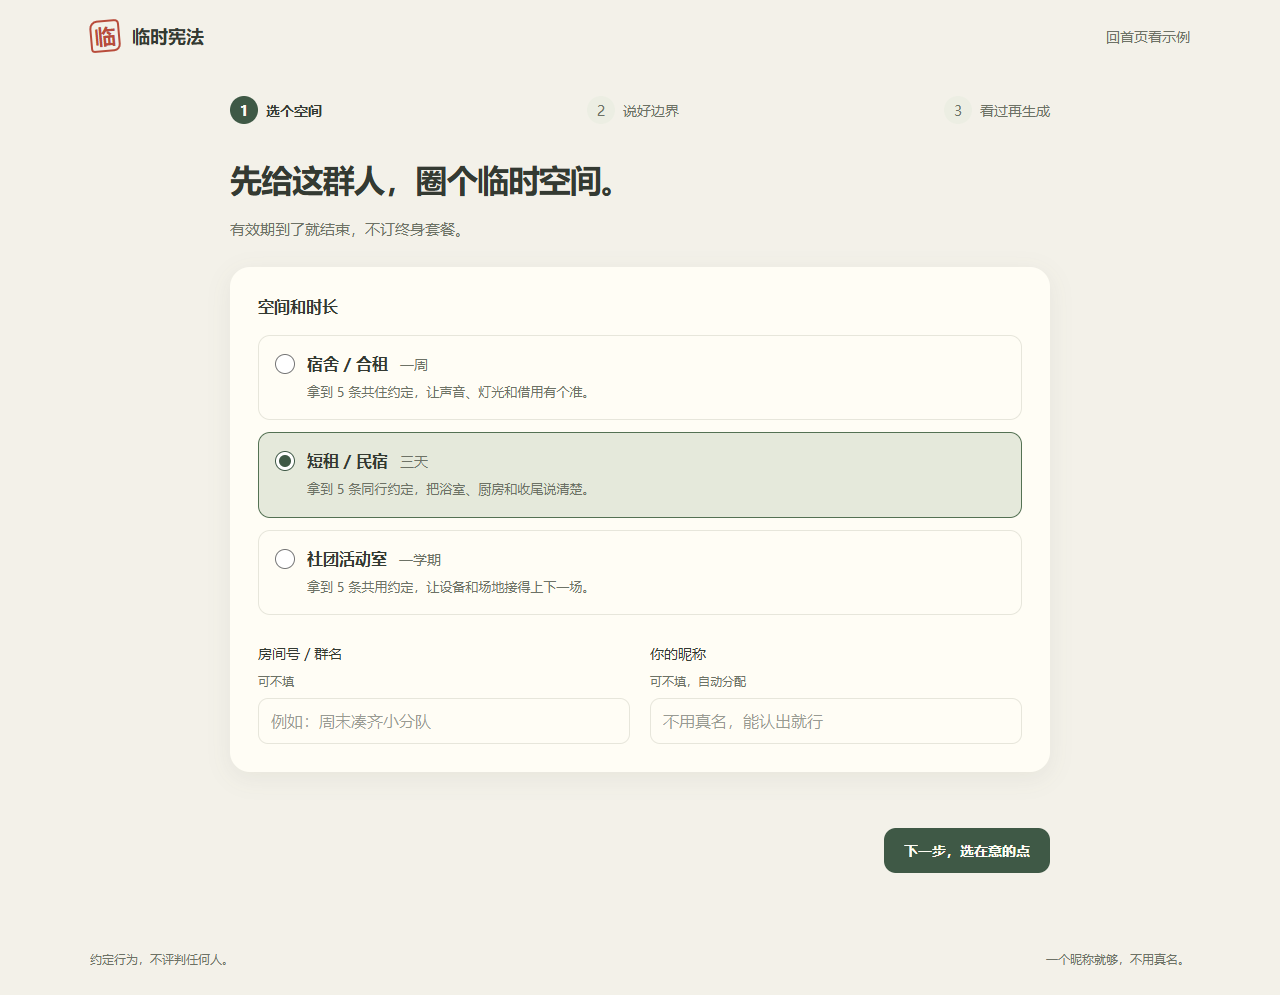 临 临时宪法
回首页看示例
1 选个空间
2 说好边界
3 看过再生成
先给这群人，圈个临时空间。
有效期到了就结束，不订终身套餐。
空间和时长
宿舍 / 合租 一周
拿到 5 条共住约定，让声音、灯光和借用有个准。
短租 / 民宿 三天
拿到 5 条同行约定，把浴室、厨房和收尾说清楚。
社团活动室 一学期
拿到 5 条共用约定，让设备和场地接得上下一场。
房间号 / 群名
可不填
例如：周末凑齐小分队
你的昵称
可不填，自动分配
不用真名，能认出就行
下一步，选在意的点
约定行为，不评判任何人。
一个昵称就够，不用真名。